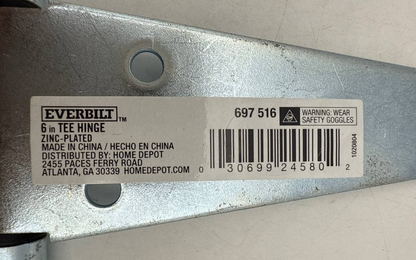 EVERBILT™
6 in TEE HINGE
ZINC-PLATED
MADE IN CHINA / HECHO EN CHINA
DISTRIBUTED BY: HOME DEPOT
2455 PACES FERRY ROAD
ATLANTA, GA 30339 HOMEDEPOT.COM
697 516
WARNING: WEAR
SAFETY GOGGLES
0 30699 24580 2
1020804